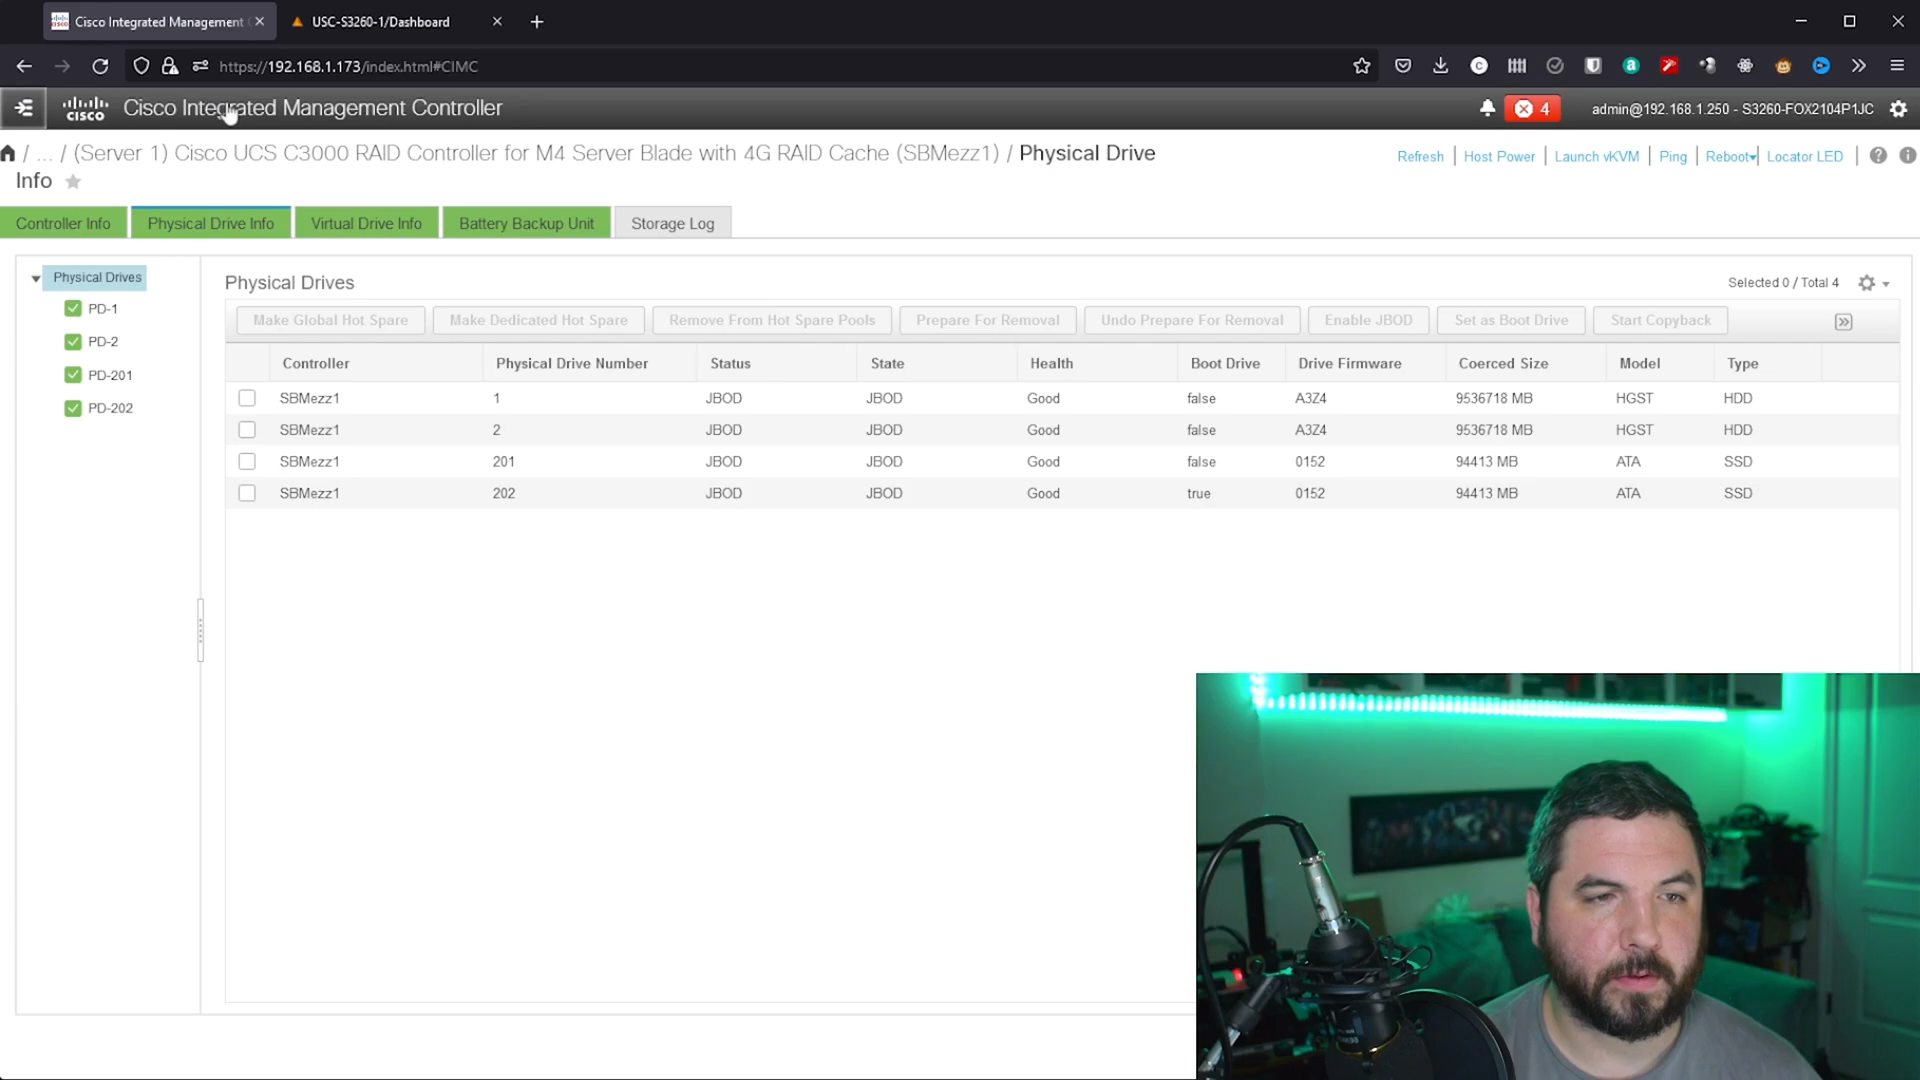 Cisco Integrated Management C
USC-S3260-1/Dashboard
https://192.168.1.173/index.html#CIMC
cisco Cisco Integrated Management Controller
4
admin@192.168.1.250 - S3260-FOX2104P1JC
/ ... / (Server 1) Cisco UCS C3000 RAID Controller for M4 Server Blade with 4G RAID Cache (SBMezz1) / Physical Drive
Info
Refresh | Host Power | Launch vKVM | Ping | Reboot | Locator LED
Controller Info
Physical Drive Info
Virtual Drive Info
Battery Backup Unit
Storage Log
Physical Drives
PD-1
PD-2
PD-201
PD-202
Physical Drives
Selected 0 / Total 4
Make Global Hot Spare
Make Dedicated Hot Spare
Remove From Hot Spare Pools
Prepare For Removal
Undo Prepare For Removal
Enable JBOD
Set as Boot Drive
Start Copyback
Controller Physical Drive Number Status State Health Boot Drive Drive Firmware Coerced Size Model Type
SBMezz1 1 JBOD JBOD Good false A3Z4 9536718 MB HGST HDD
SBMezz1 2 JBOD JBOD Good false A3Z4 9536718 MB HGST HDD
SBMezz1 201 JBOD JBOD Good false 0152 94413 MB ATA SSD
SBMezz1 202 JBOD JBOD Good true 0152 94413 MB ATA SSD